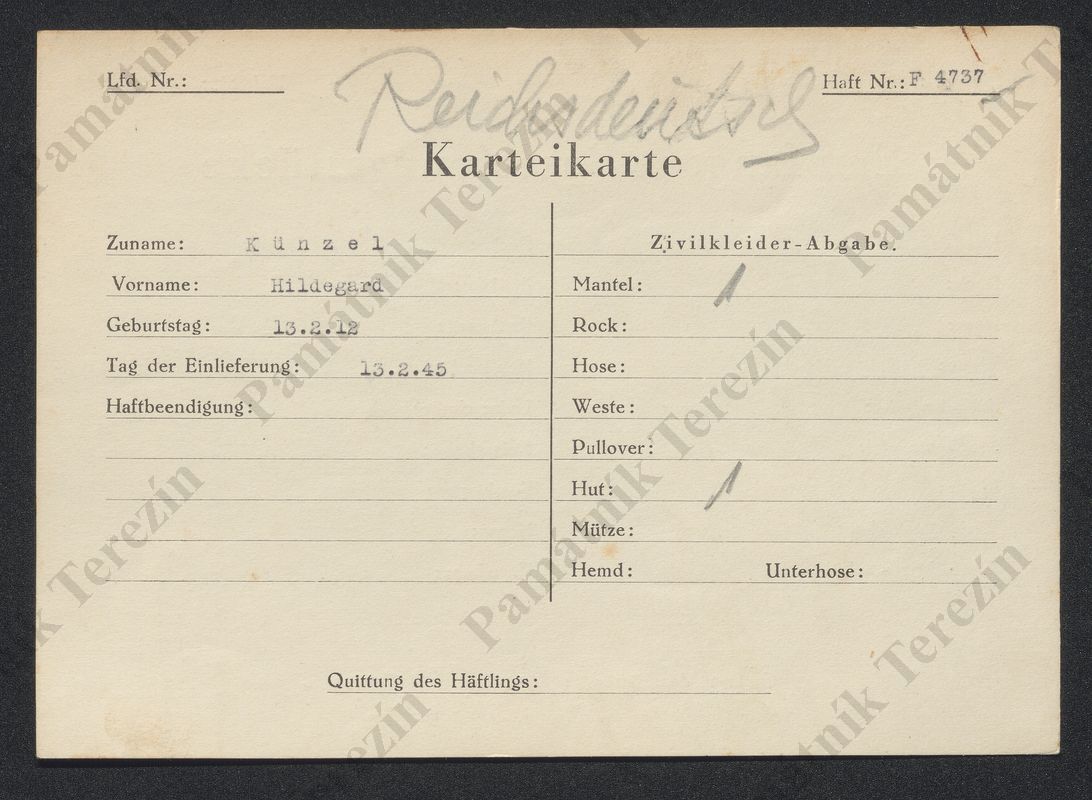 Lfd. Nr.:
Reichsdeutsch
Haft Nr.: F 4737
Karteikarte
Zuname: Künzel
Vorname: Hildegard
Geburtstag: 13.2.12
Tag der Einlieferung: 13.2.45
Haftbeendigung:
Zivilkleider-Abgabe.
Mantel: 1
Rock:
Hose:
Weste:
Pullover:
Hut: 1
Mütze:
Hemd: Unterhose:
Quittung des Häftlings:
Památník Terezín